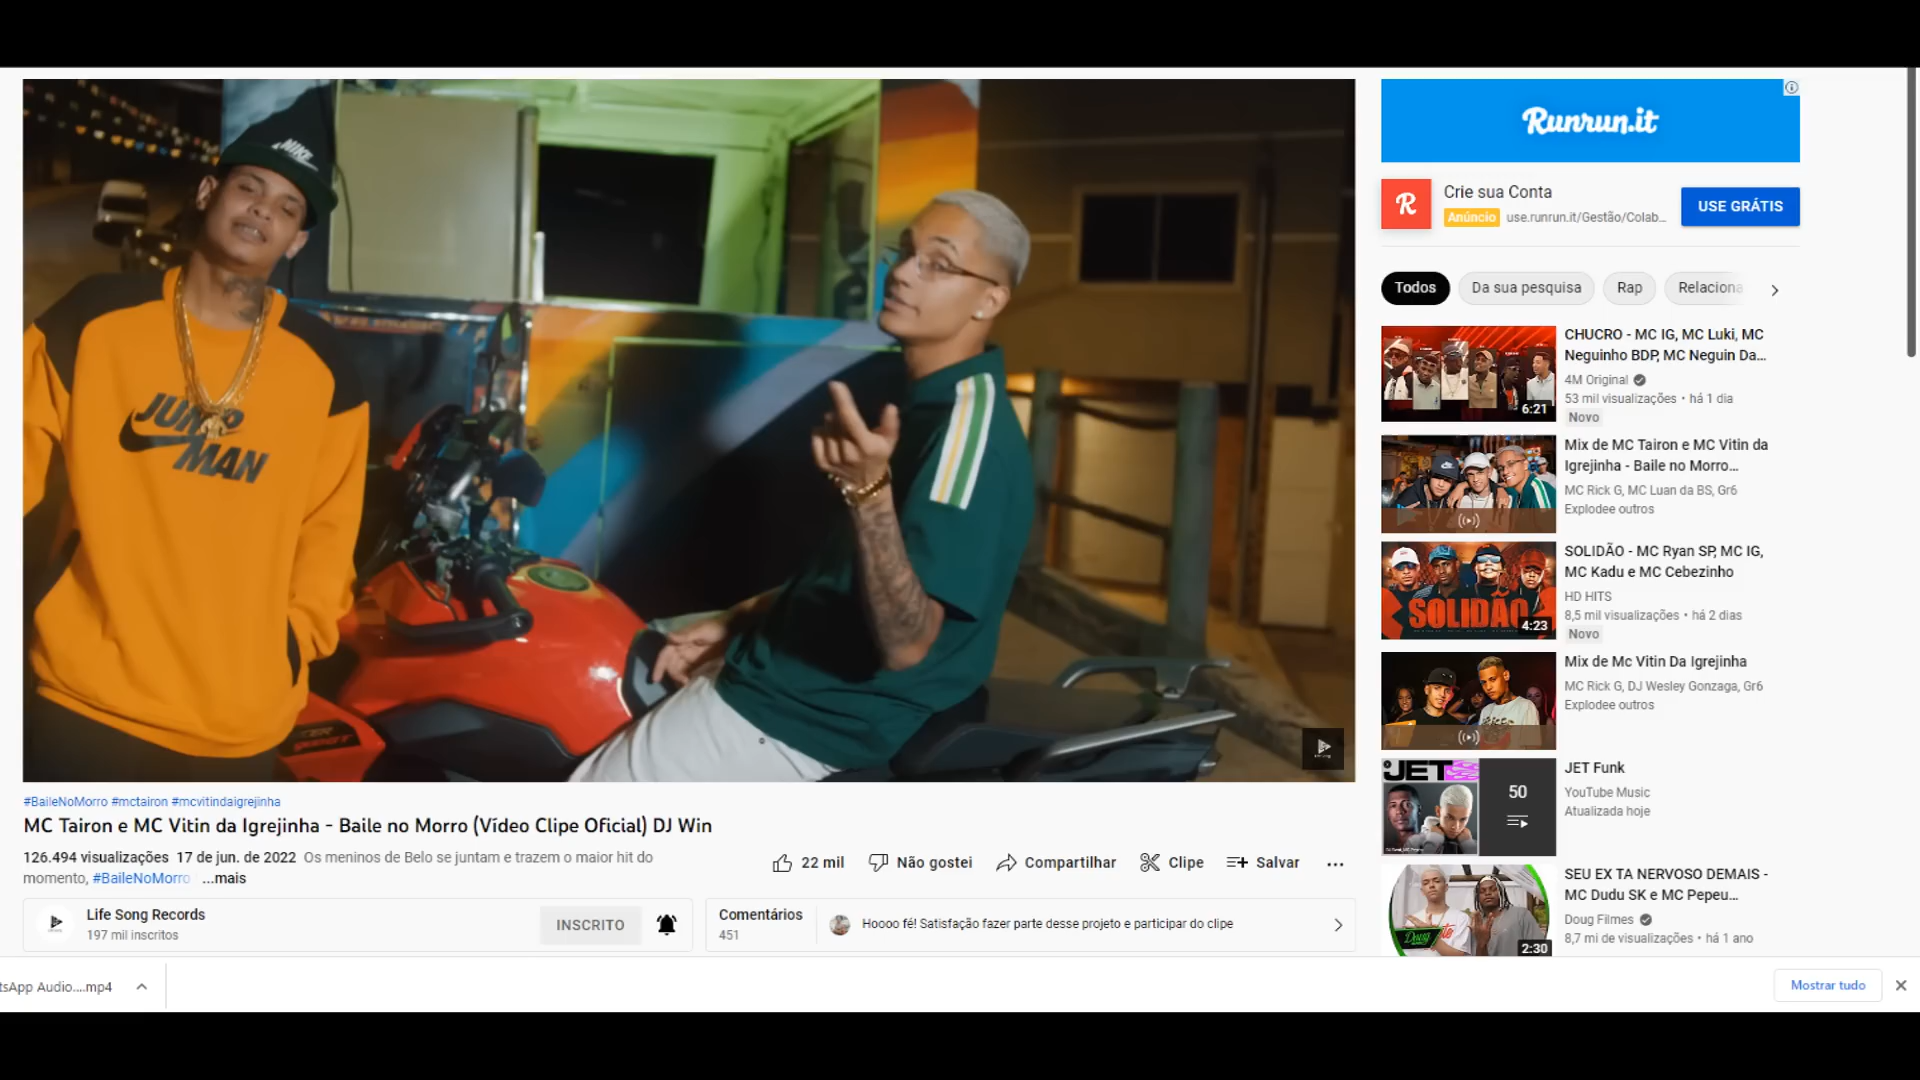 NIKE
JUMP
MAN
#BaileNoMorro #mctairon #mcvitindaigrejinha
MC Tairon e MC Vitin da Igrejinha - Baile no Morro (Vídeo Clipe Oficial) DJ Win
126.494 visualizações 17 de jun. de 2022 Os meninos de Belo se juntam e trazem o maior hit do
momento, #BaileNoMorro ...mais
22 mil
Não gostei
Compartilhar
Clipe
Salvar
Life Song Records
197 mil inscritos
INSCRITO
Comentários
451
Hoooo fé! Satisfação fazer parte desse projeto e participar do clipe
Runrun.it
R
Crie sua Conta
Anúncio use.runrun.it/Gestão/Colab...
USE GRÁTIS
Todos
Da sua pesquisa
Rap
Relaciona
6:21
CHUCRO - MC IG, MC Luki, MC
Neguinho BDP, MC Neguin Da...
4M Original
53 mil visualizações • há 1 dia
Novo
Mix de MC Tairon e MC Vitin da
Igrejinha - Baile no Morro...
MC Rick G, MC Luan da BS, Gr6
Explodee outros
SOLIDÃO
4:23
SOLIDÃO - MC Ryan SP, MC IG,
MC Kadu e MC Cebezinho
HD HITS
8,5 mil visualizações • há 2 dias
Novo
Mix de Mc Vitin Da Igrejinha
MC Rick G, DJ Wesley Gonzaga, Gr6
Explodee outros
JET
50
JET Funk
YouTube Music
Atualizada hoje
Doug
2:30
SEU EX TA NERVOSO DEMAIS -
MC Dudu SK e MC Pepeu...
Doug Filmes
8,7 mi de visualizações • há 1 ano
tsApp Audio....mp4
Mostrar tudo